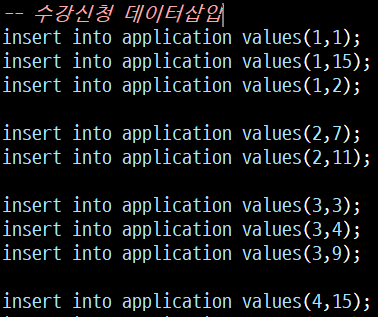 -- 수강신청 데이터삽입
insert into application values(1,1);
insert into application values(1,15);
insert into application values(1,2);
insert into application values(2,7);
insert into application values(2,11);
insert into application values(3,3);
insert into application values(3,4);
insert into application values(3,9);
insert into application values(4,15);